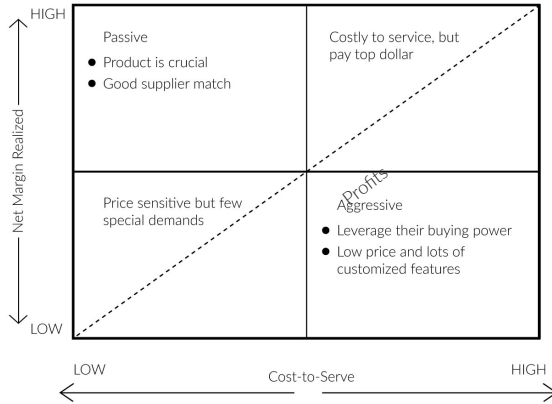 HIGH
Passive
● Product is crucial
● Good supplier match
Costly to service, but
pay top dollar
Net Margin Realized
Profits
Price sensitive but few
special demands
Aggressive
● Leverage their buying power
● Low price and lots of
customized features
LOW
LOW
Cost-to-Serve
HIGH